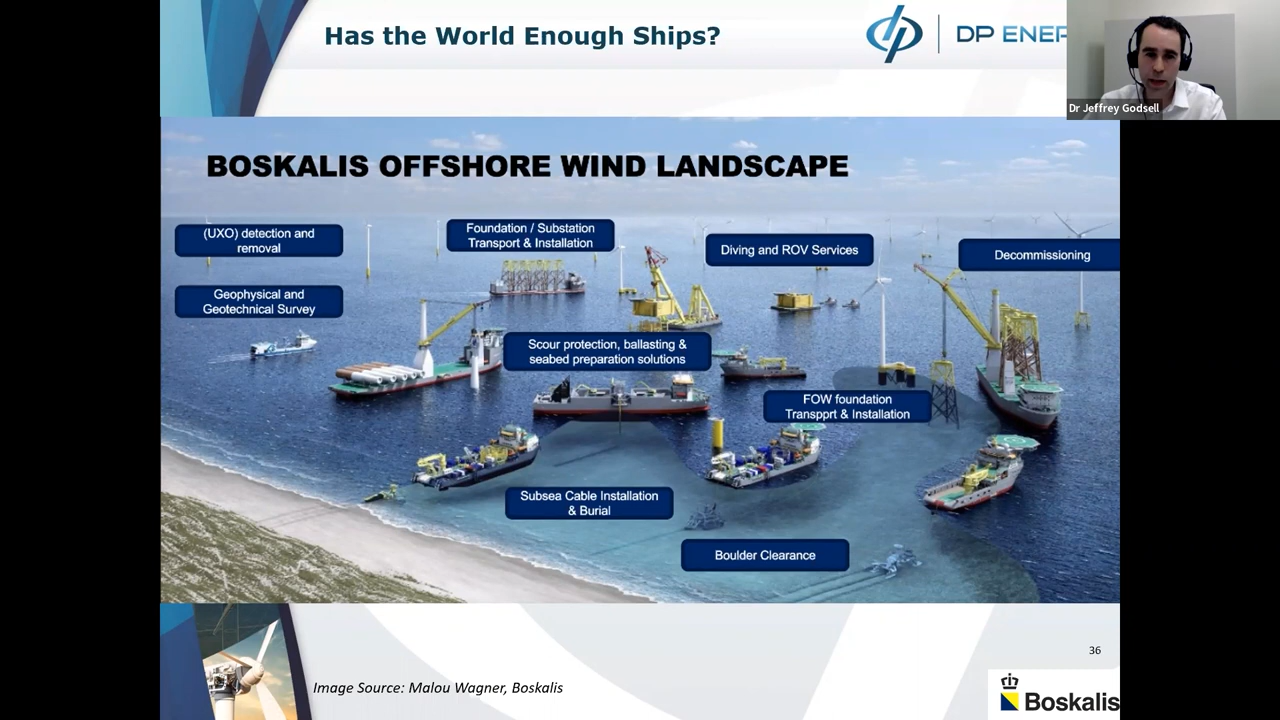 Has the World Enough Ships?
DP ENER
Dr Jeffrey Godsell
BOSKALIS OFFSHORE WIND LANDSCAPE
(UXO) detection and
removal
Foundation / Substation
Transport & Installation
Diving and ROV Services
Decommissioning
Geophysical and
Geotechnical Survey
Scour protection, ballasting &
seabed preparation solutions
FOW foundation
Transpprt & Installation
Subsea Cable Installation
& Burial
Boulder Clearance
36
Image Source: Malou Wagner, Boskalis
Boskalis